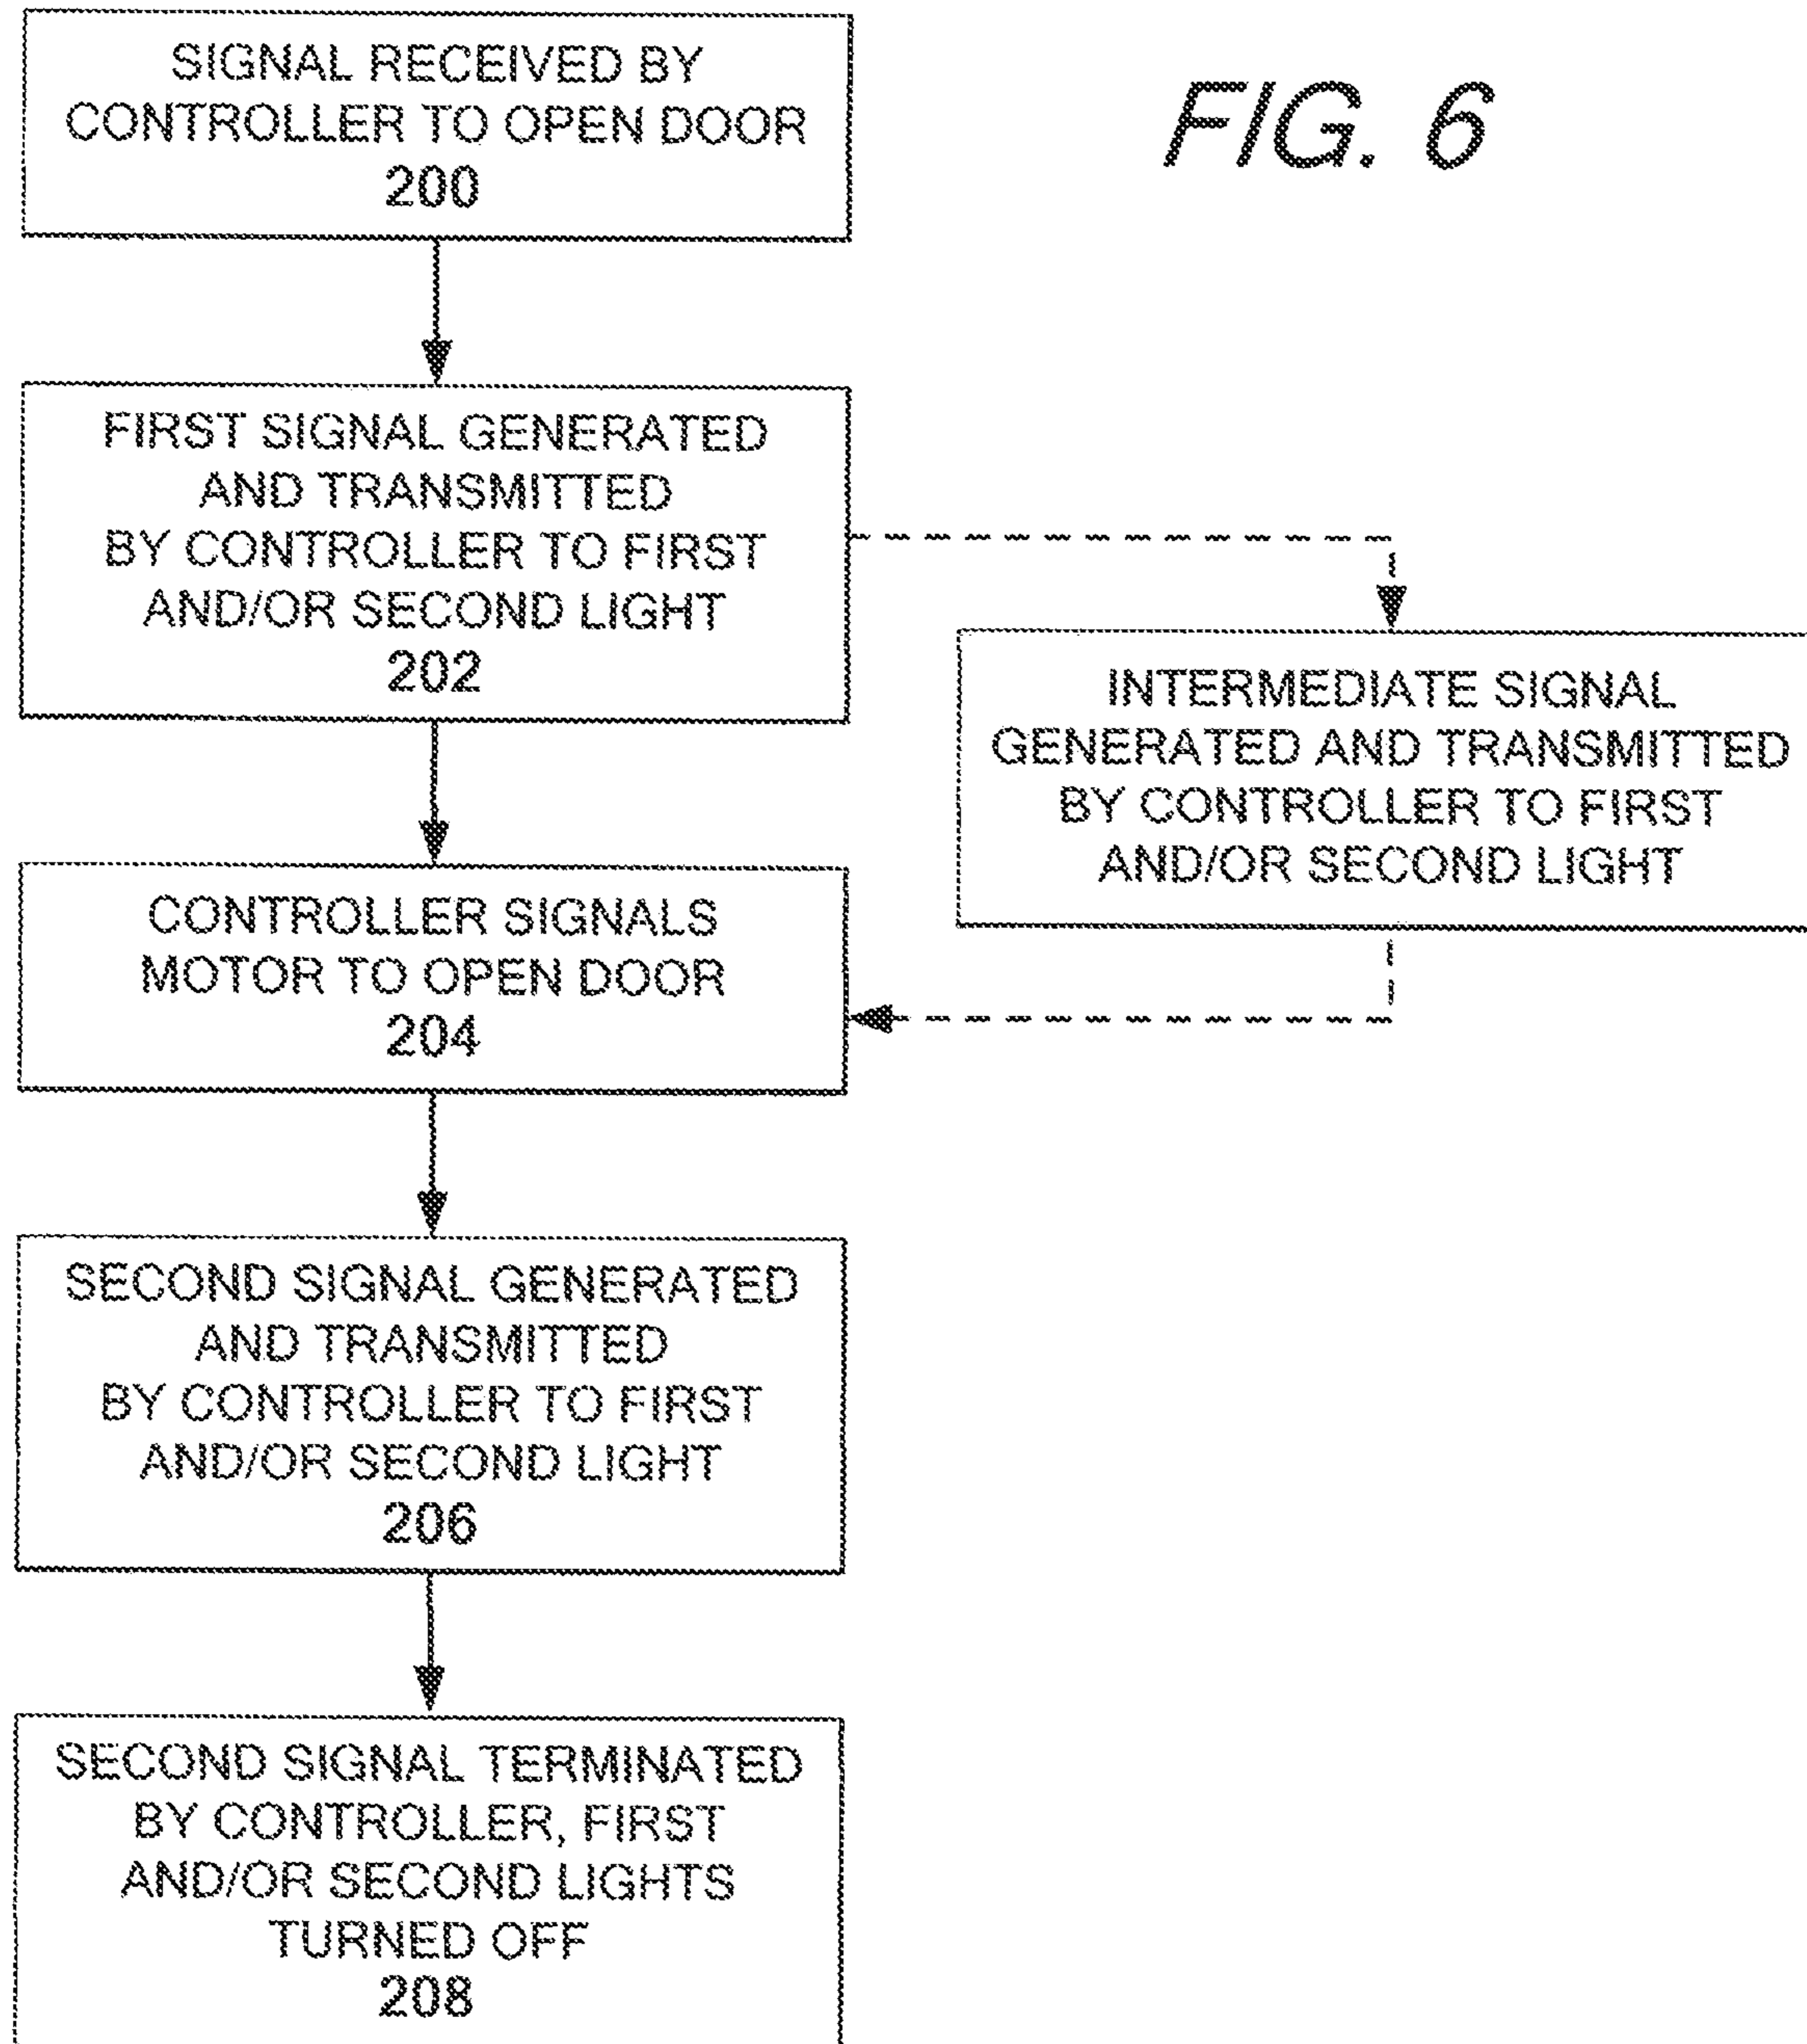 FIG. 6
SIGNAL RECEIVED BY
CONTROLLER TO OPEN DOOR
200
FIRST SIGNAL GENERATED
AND TRANSMITTED
BY CONTROLLER TO FIRST
AND/OR SECOND LIGHT
202
INTERMEDIATE SIGNAL
GENERATED AND TRANSMITTED
BY CONTROLLER TO FIRST
AND/OR SECOND LIGHT
CONTROLLER SIGNALS
MOTOR TO OPEN DOOR
204
SECOND SIGNAL GENERATED
AND TRANSMITTED
BY CONTROLLER TO FIRST
AND/OR SECOND LIGHT
206
SECOND SIGNAL TERMINATED
BY CONTROLLER, FIRST
AND/OR SECOND LIGHTS
TURNED OFF
208